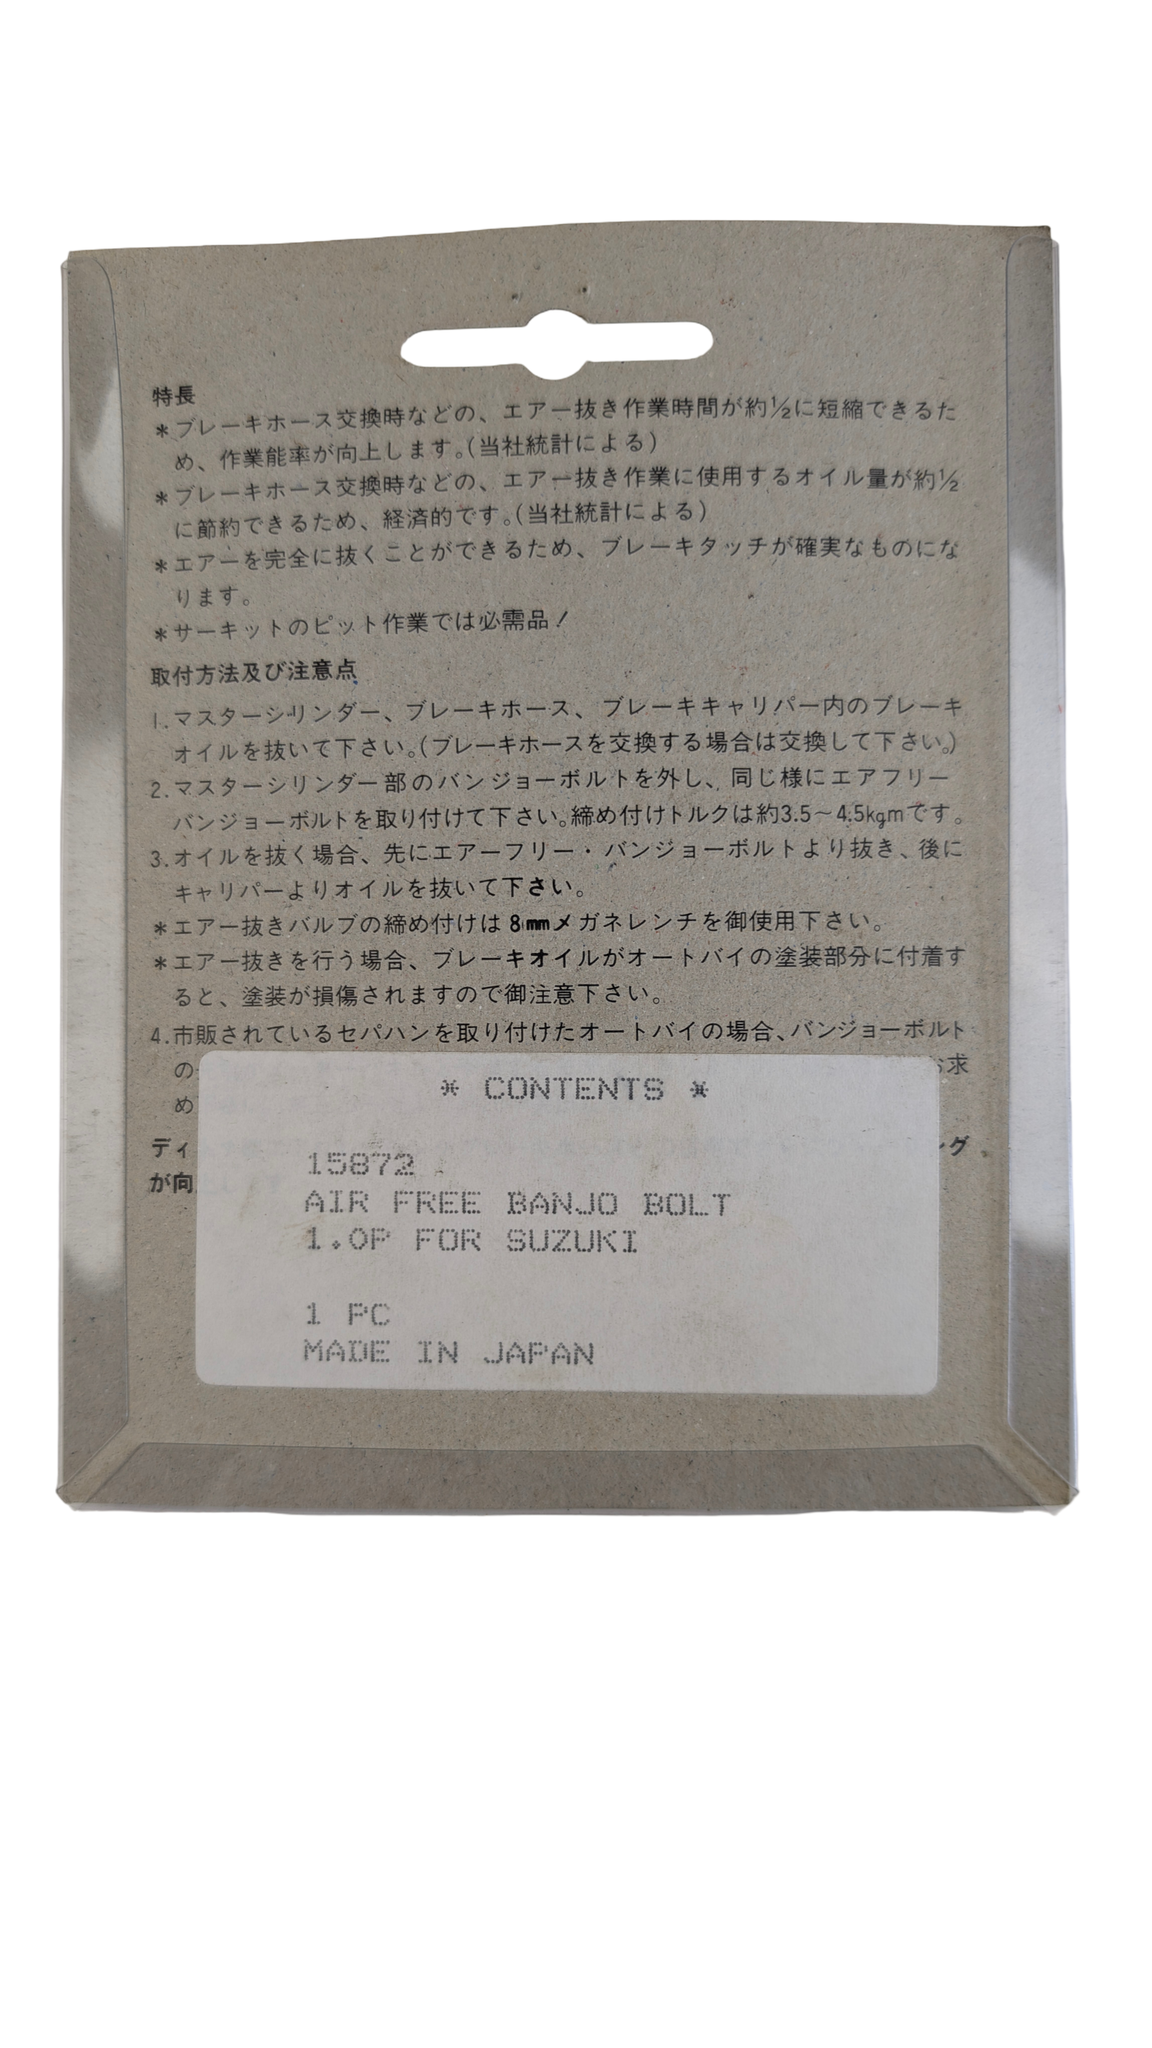 特長
＊ブレーキホース交換時などの、エアー抜き作業時間が約½に短縮できるた
め、作業能率が向上します。(当社統計による)
＊ブレーキホース交換時などの、エアー抜き作業に使用するオイル量が約½
に節約できるため、経済的です。(当社統計による)
＊エアーを完全に抜くことができるため、ブレーキタッチが確実なものにな
ります。
＊サーキットのピット作業では必需品！
取付方法及び注意点
1.マスターシリンダー、ブレーキホース、ブレーキキャリパー内のブレーキ
オイルを抜いて下さい。(ブレーキホースを交換する場合は交換して下さい。)
2.マスターシリンダー部のバンジョーボルトを外し、同じ様にエアフリー
バンジョーボルトを取り付けて下さい。締め付けトルクは約3.5〜4.5kgmです。
3.オイルを抜く場合、先にエアーフリー・バンジョーボルトより抜き、後に
キャリパーよりオイルを抜いて下さい。
＊エアー抜きバルブの締め付けは8㎜メガネレンチを御使用下さい。
＊エアー抜きを行う場合、ブレーキオイルがオートバイの塗装部分に付着す
ると、塗装が損傷されますので御注意下さい。
4.市販されているセパハンを取り付けたオートバイの場合、バンジョーボルト
の お求
め
ディ ング
が向
* CONTENTS *
15872
AIR FREE BANJO BOLT
1.0P FOR SUZUKI
1 PC
MADE IN JAPAN